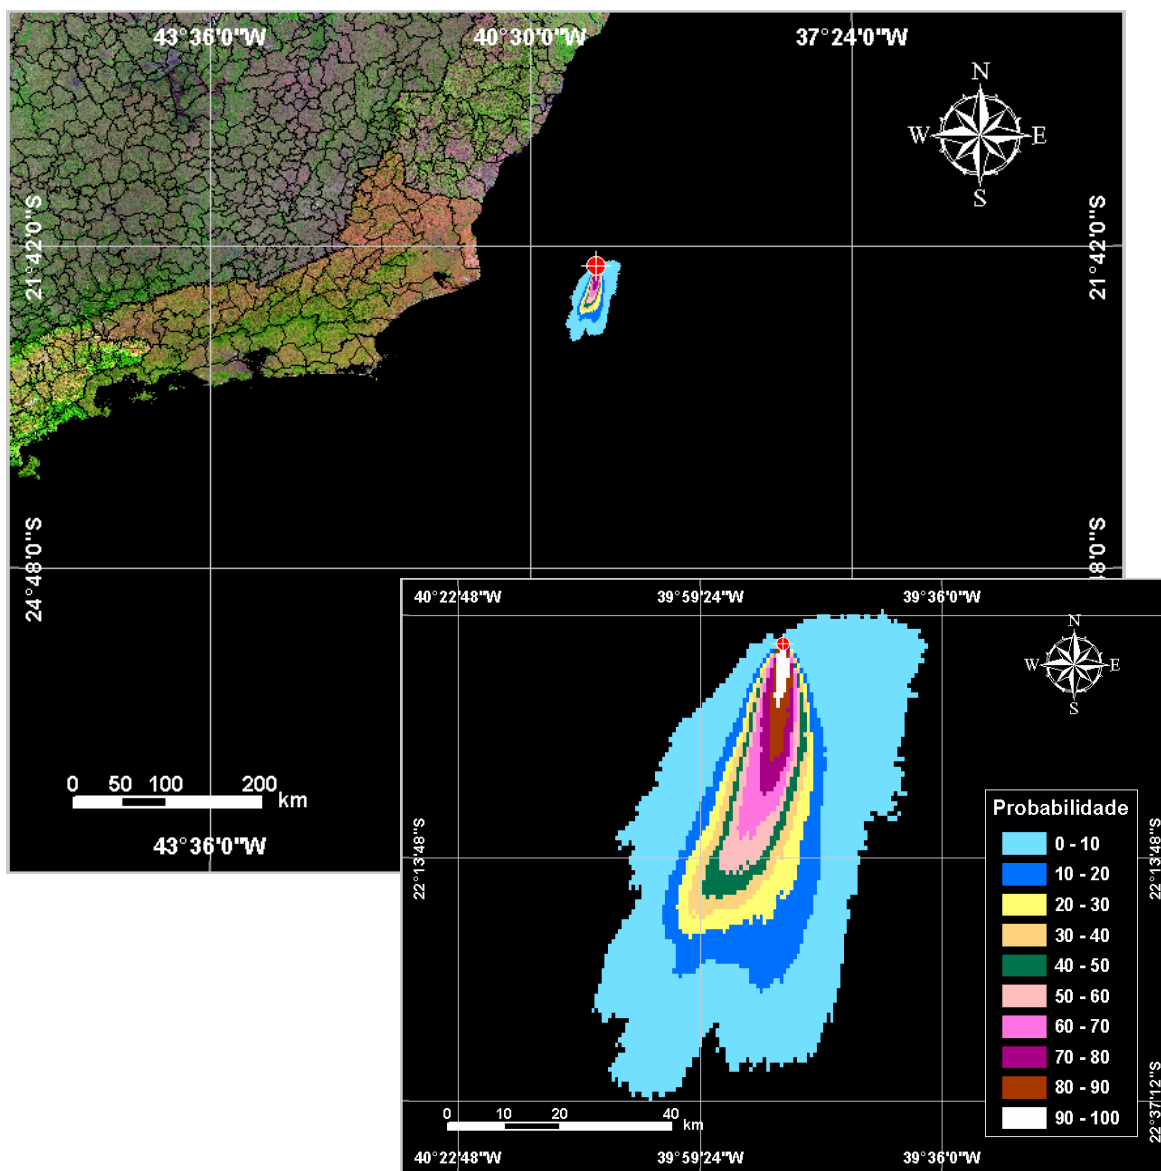 43°36'0"W 40°30'0"W 37°24'0"W
N
W E
S
21°42'0"S 21°42'0"S
24°48'0"S 48'0"S
0 50 100 200
km
43°36'0"W
40°22'48"W 39°59'24"W 39°36'0"W
N
W E
S
Probabilidade
0 - 10
10 - 20
20 - 30
30 - 40
40 - 50
50 - 60
60 - 70
70 - 80
80 - 90
90 - 100
22°13'48"S 22°13'48"S
22°37'12"S
0 10 20 40
km
40°22'48"W 39°59'24"W 39°36'0"W